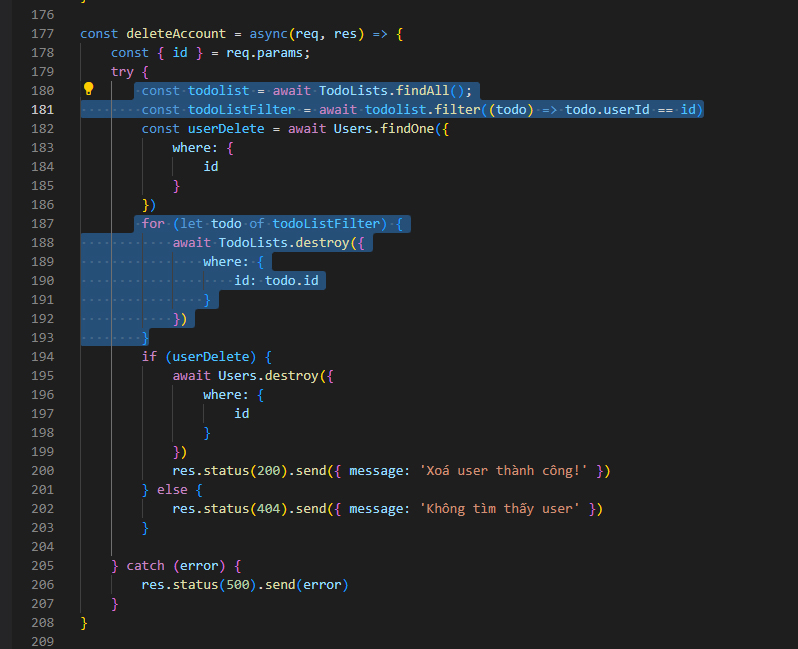 176
177 const deleteAccount = async(req, res) => {
178 const { id } = req.params;
179 try {
180 const todolist = await TodoLists.findAll();
181 const todoListFilter = await todolist.filter((todo) => todo.userId == id)
182 const userDelete = await Users.findOne({
183 where: {
184 id
185 }
186 })
187 for (let todo of todoListFilter) {
188 await TodoLists.destroy({
189 where: {
190 id: todo.id
191 }
192 })
193 }
194 if (userDelete) {
195 await Users.destroy({
196 where: {
197 id
198 }
199 })
200 res.status(200).send({ message: 'Xoá user thành công!' })
201 } else {
202 res.status(404).send({ message: 'Không tìm thấy user' })
203 }
204
205 } catch (error) {
206 res.status(500).send(error)
207 }
208 }
209